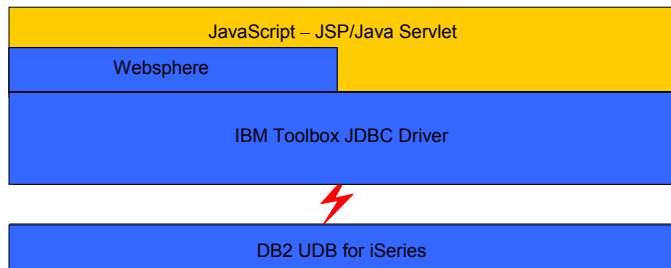 JavaScript – JSP/Java Servlet
Websphere
IBM Toolbox JDBC Driver
DB2 UDB for iSeries